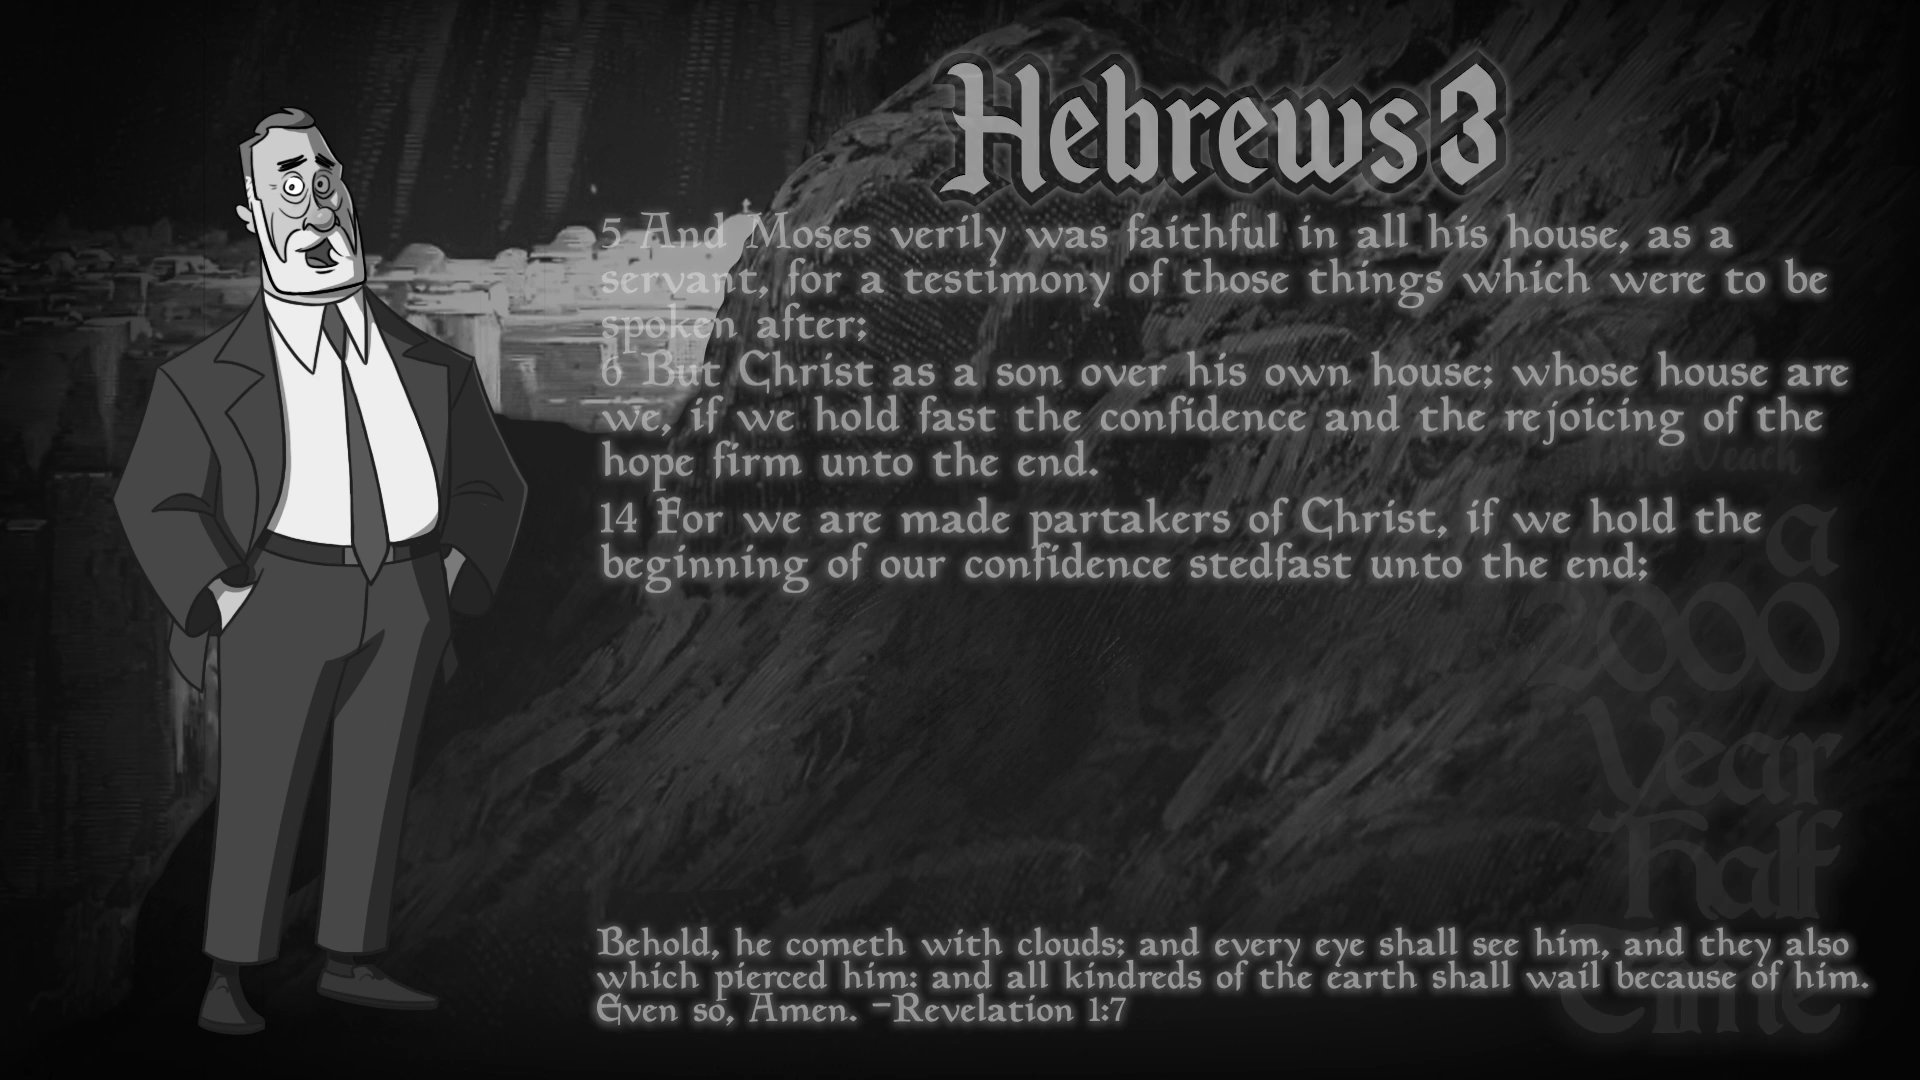 Hebrews 3
5 And Moses verily was faithful in all his house, as a
servant, for a testimony of those things which were to be
spoken after;
6 But Christ as a son over his own house; whose house are
we, if we hold fast the confidence and the rejoicing of the
hope firm unto the end.
14 For we are made partakers of Christ, if we hold the
beginning of our confidence stedfast unto the end;
a
2000
Year
Half
Time
Behold, he cometh with clouds; and every eye shall see him, and they also
which pierced him: and all kindreds of the earth shall wail because of him.
Even so, Amen. -Revelation 1:7